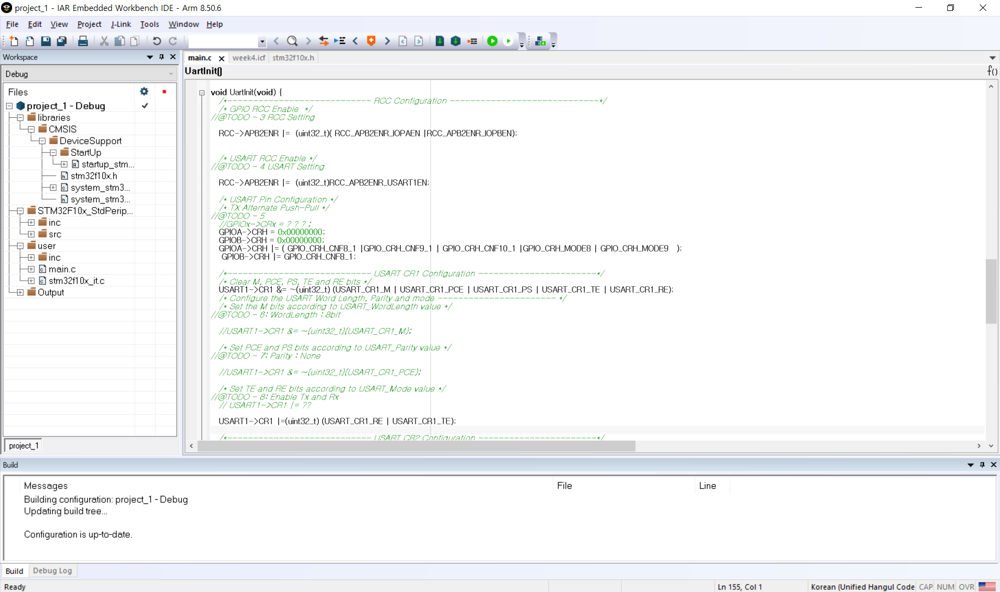 project_1 - IAR Embedded Workbench IDE - Arm 8.50.6
File Edit View Project J-Link Tools Window Help
Workspace
Debug
Files
project_1 - Debug
libraries
CMSIS
DeviceSupport
StartUp
startup_stm...
stm32f10x.h
system_stm3...
system_stm3...
STM32F10x_StdPerip...
inc
src
user
inc
main.c
stm32f10x_it.c
Output
project_1
main.c week4.icf stm32f10x.h
UartInit()
f()
void UartInit(void) {
/*---------------------------- RCC Configuration -----------------------------*/
/* GPIO RCC Enable */
//@TODO - 3 RCC Setting
RCC->APB2ENR |= (uint32_t)( RCC_APB2ENR_IOPAEN |RCC_APB2ENR_IOPBEN);
/* USART RCC Enable */
//@TODO - 4 USART Setting
RCC->APB2ENR |= (uint32_t)RCC_APB2ENR_USART1EN;
/* USART Pin Configuration */
/* TX Alternate Push-Pull */
//@TODO - 5
//GPIOx->CRx = ? ? ? ;
GPIOA->CRH = 0x00000000;
GPIOB->CRH = 0x00000000;
GPIOA->CRH |= ( GPIO_CRH_CNF8_1 |GPIO_CRH_CNF9_1 | GPIO_CRH_CNF10_1 |GPIO_CRH_MODE8 | GPIO_CRH_MODE9 );
GPIOB->CRH |= GPIO_CRH_CNF8_1;
/*---------------------------- USART CR1 Configuration -----------------------*/
/* Clear M, PCE, PS, TE and RE bits */
USART1->CR1 &= ~(uint32_t) (USART_CR1_M | USART_CR1_PCE | USART_CR1_PS | USART_CR1_TE | USART_CR1_RE);
/* Configure the USART Word Length, Parity and mode ----------------------- */
/* Set the M bits according to USART_WordLength value */
//@TODO - 6: WordLength : 8bit
//USART1->CR1 &= ~(uint32_t)(USART_CR1_M);
/* Set PCE and PS bits according to USART_Parity value */
//@TODO - 7: Parity : None
//USART1->CR1 &= ~(uint32_t)(USART_CR1_PCE);
/* Set TE and RE bits according to USART_Mode value */
//@TODO - 8: Enable Tx and Rx
// USART1->CR1 |= ??
USART1->CR1 |=(uint32_t) (USART_CR1_RE | USART_CR1_TE);
/*---------------------------- USART CR2 Configuration -----------------------*/
Build
Messages File Line
Building configuration: project_1 - Debug
Updating build tree...
Configuration is up-to-date.
Build Debug Log
Ready Ln 155, Col 1 Korean (Unified Hangul Code CAP NUM OVR